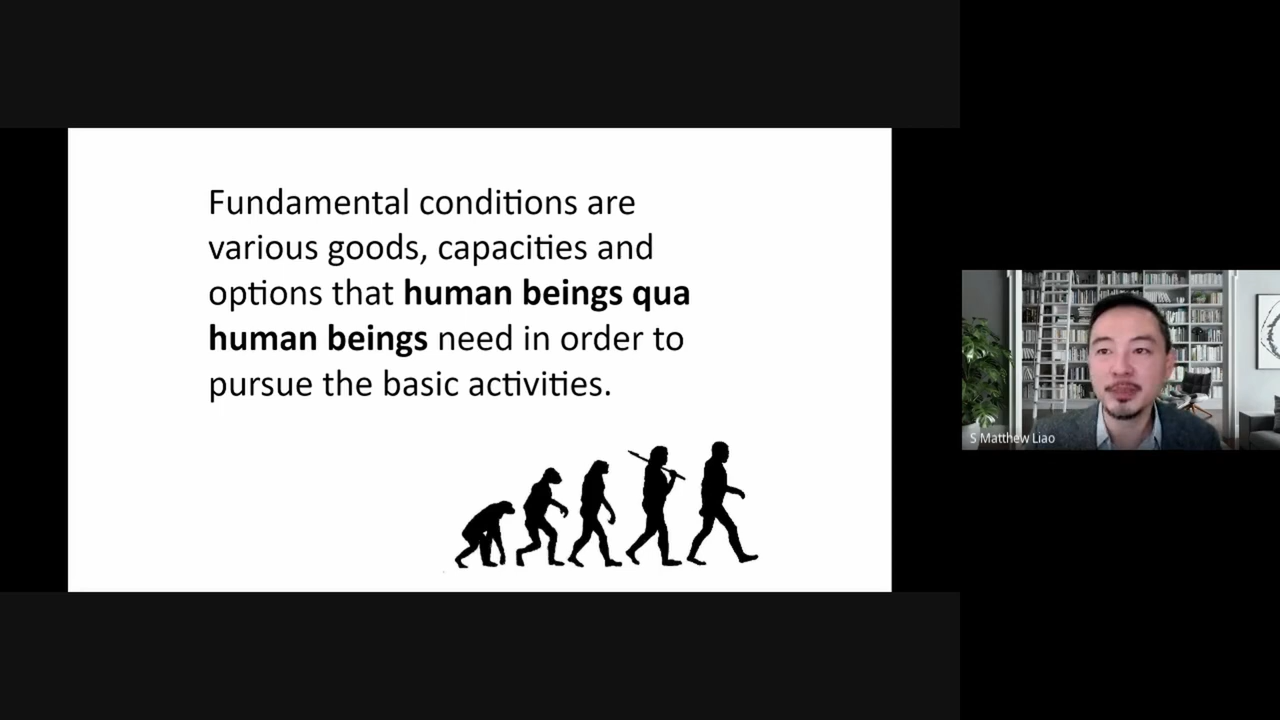 Fundamental conditions are
various goods, capacities and
options that human beings qua
human beings need in order to
pursue the basic activities.
S Matthew Liao